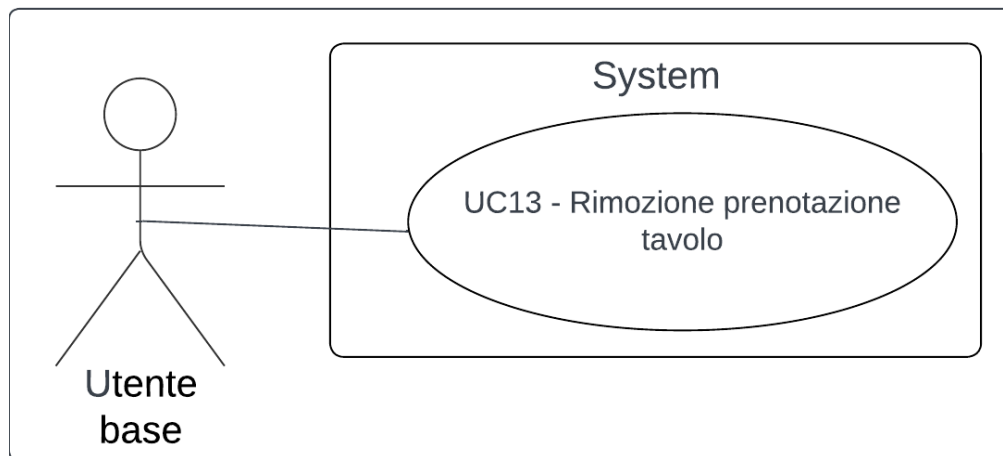 System
UC13 - Rimozione prenotazione
tavolo
Utente
base